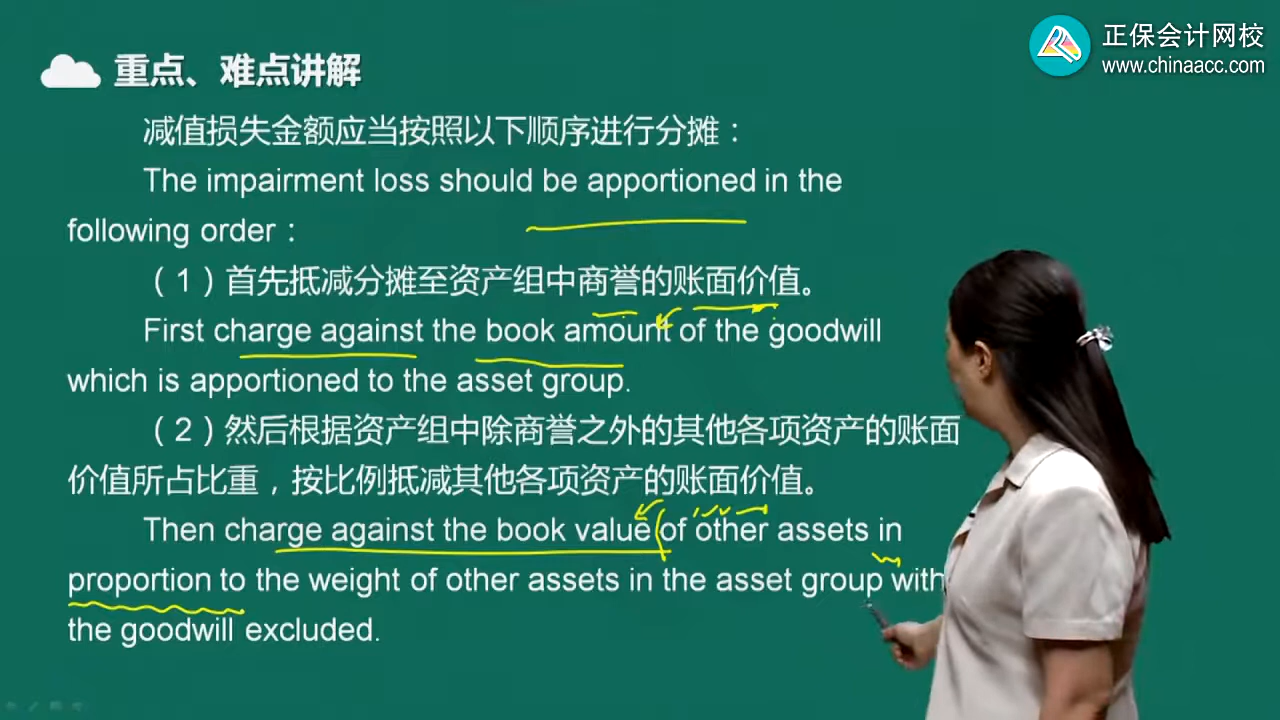 正保会计网校
www.chinaacc.com
重点、难点讲解
减值损失金额应当按照以下顺序进行分摊：
The impairment loss should be apportioned in the
following order：
（1）首先抵减分摊至资产组中商誉的账面价值。
First charge against the book amount of the goodwill
which is apportioned to the asset group.
（2）然后根据资产组中除商誉之外的其他各项资产的账面
价值所占比重，按比例抵减其他各项资产的账面价值。
Then charge against the book value of other assets in
proportion to the weight of other assets in the asset group with
the goodwill excluded.